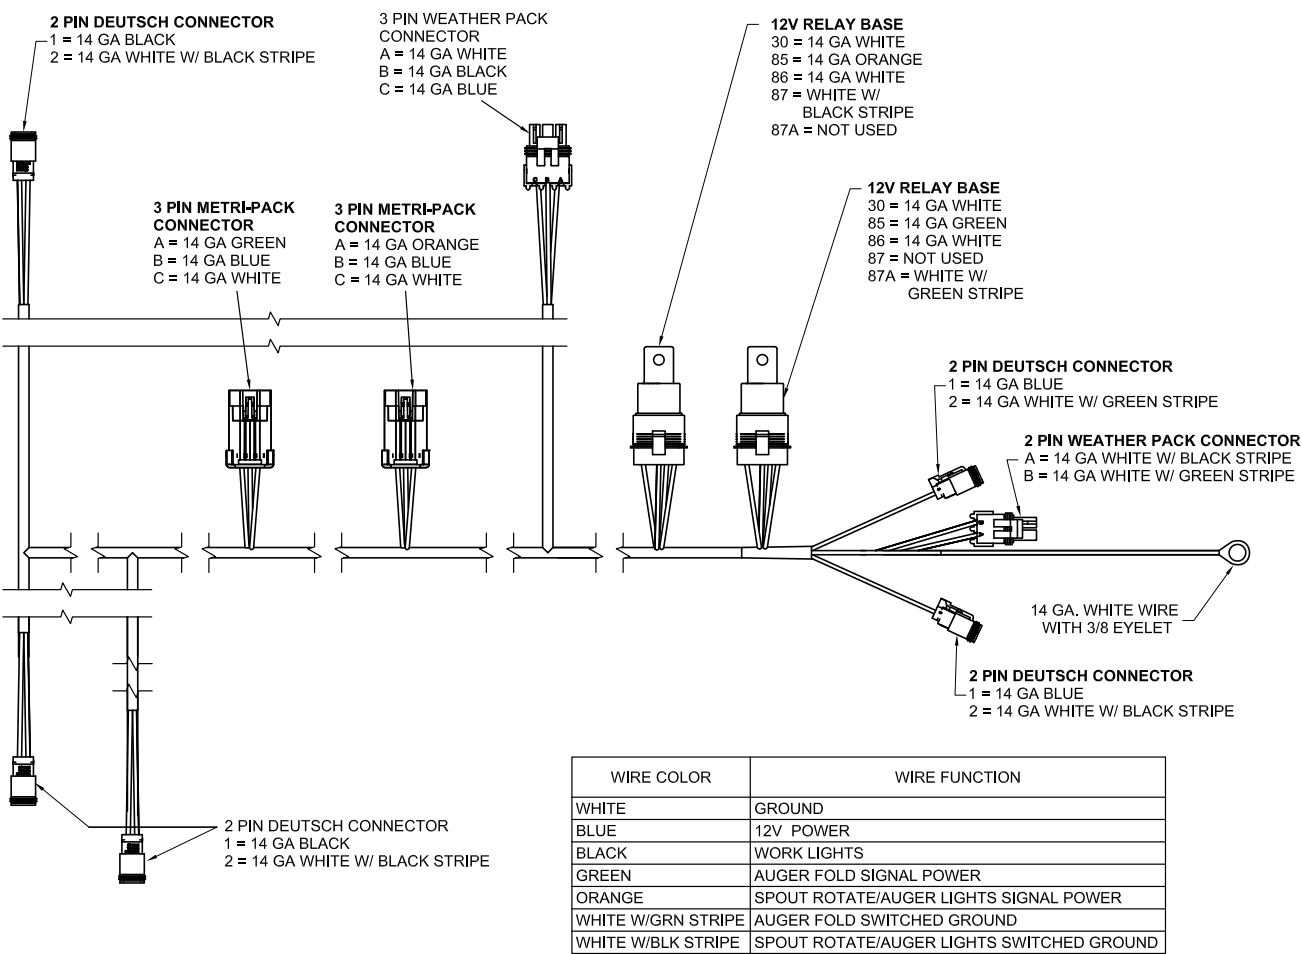 2 PIN DEUTSCH CONNECTOR
1 = 14 GA BLACK
2 = 14 GA WHITE W/ BLACK STRIPE
3 PIN WEATHER PACK
CONNECTOR
A = 14 GA WHITE
B = 14 GA BLACK
C = 14 GA BLUE
12V RELAY BASE
30 = 14 GA WHITE
85 = 14 GA ORANGE
86 = 14 GA WHITE
87 = WHITE W/
BLACK STRIPE
87A = NOT USED
C B A
3 PIN METRI-PACK
CONNECTOR
A = 14 GA GREEN
B = 14 GA BLUE
C = 14 GA WHITE
3 PIN METRI-PACK
CONNECTOR
A = 14 GA ORANGE
B = 14 GA BLUE
C = 14 GA WHITE
12V RELAY BASE
30 = 14 GA WHITE
85 = 14 GA GREEN
86 = 14 GA WHITE
87 = NOT USED
87A = WHITE W/
GREEN STRIPE
2 PIN DEUTSCH CONNECTOR
1 = 14 GA BLUE
2 = 14 GA WHITE W/ GREEN STRIPE
2 PIN WEATHER PACK CONNECTOR
A = 14 GA WHITE W/ BLACK STRIPE
B = 14 GA WHITE W/ GREEN STRIPE
14 GA. WHITE WIRE
WITH 3/8 EYELET
2 PIN DEUTSCH CONNECTOR
1 = 14 GA BLUE
2 = 14 GA WHITE W/ BLACK STRIPE
2 PIN DEUTSCH CONNECTOR
1 = 14 GA BLACK
2 = 14 GA WHITE W/ BLACK STRIPE
WIRE COLOR WIRE FUNCTION
WHITE GROUND
BLUE 12V POWER
BLACK WORK LIGHTS
GREEN AUGER FOLD SIGNAL POWER
ORANGE SPOUT ROTATE/AUGER LIGHTS SIGNAL POWER
WHITE W/GRN STRIPE AUGER FOLD SWITCHED GROUND
WHITE W/BLK STRIPE SPOUT ROTATE/AUGER LIGHTS SWITCHED GROUND